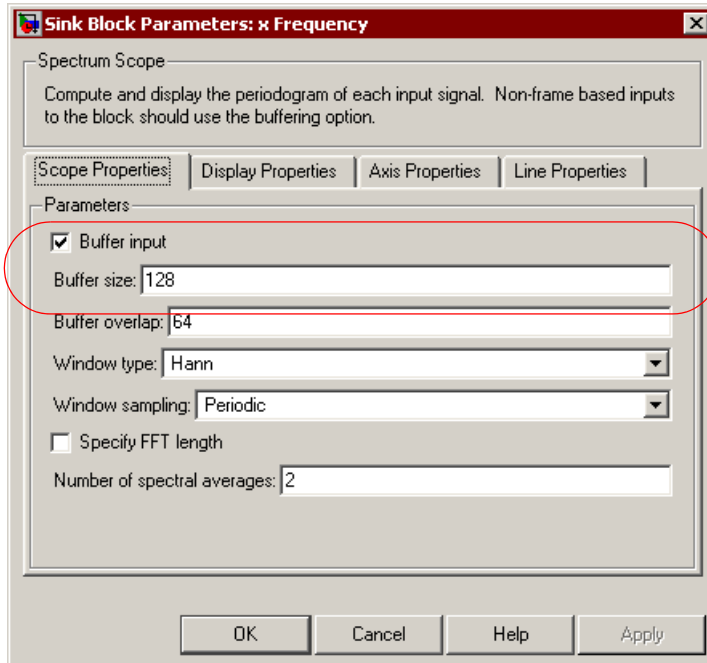 Sink Block Parameters: x Frequency
Spectrum Scope
Compute and display the periodogram of each input signal. Non-frame based inputs
to the block should use the buffering option.
Scope Properties Display Properties Axis Properties Line Properties
Parameters
Buffer input
Buffer size: 128
Buffer overlap: 64
Window type: Hann
Window sampling: Periodic
Specify FFT length
Number of spectral averages: 2
OK Cancel Help Apply